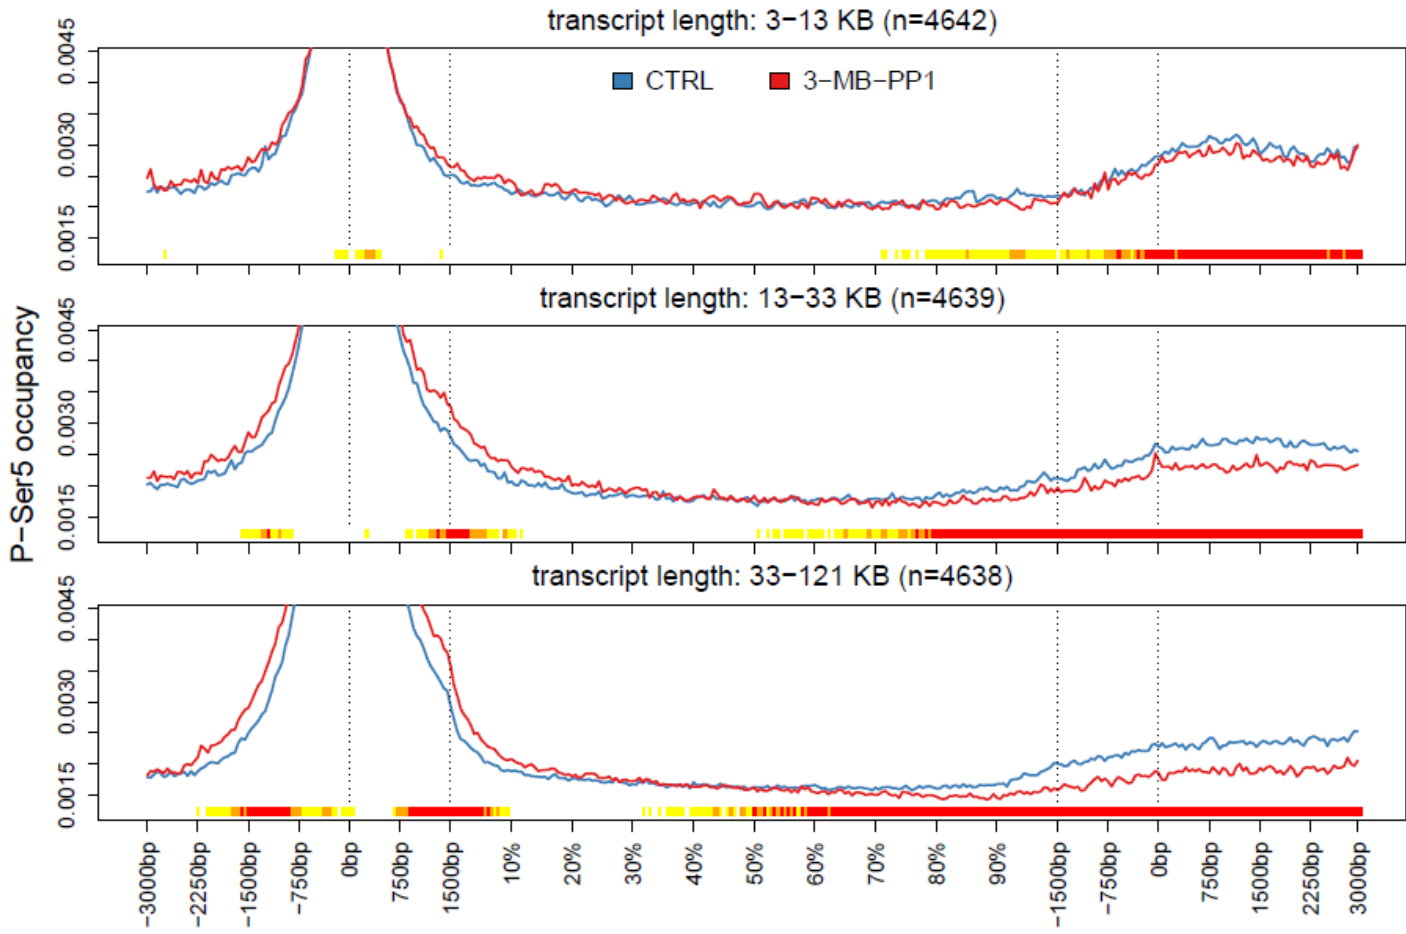 transcript length: 3−13 KB (n=4642)
CTRL 3−MB−PP1
0.0045
0.0030
0.0015
transcript length: 13−33 KB (n=4639)
0.0045
0.0030
0.0015
P−Ser5 occupancy
transcript length: 33−121 KB (n=4638)
0.0045
0.0030
0.0015
−3000bp −2250bp −1500bp −750bp 0bp 750bp 1500bp 10% 20% 30% 40% 50% 60% 70% 80% 90% −1500bp −750bp 0bp 750bp 1500bp 2250bp 3000bp